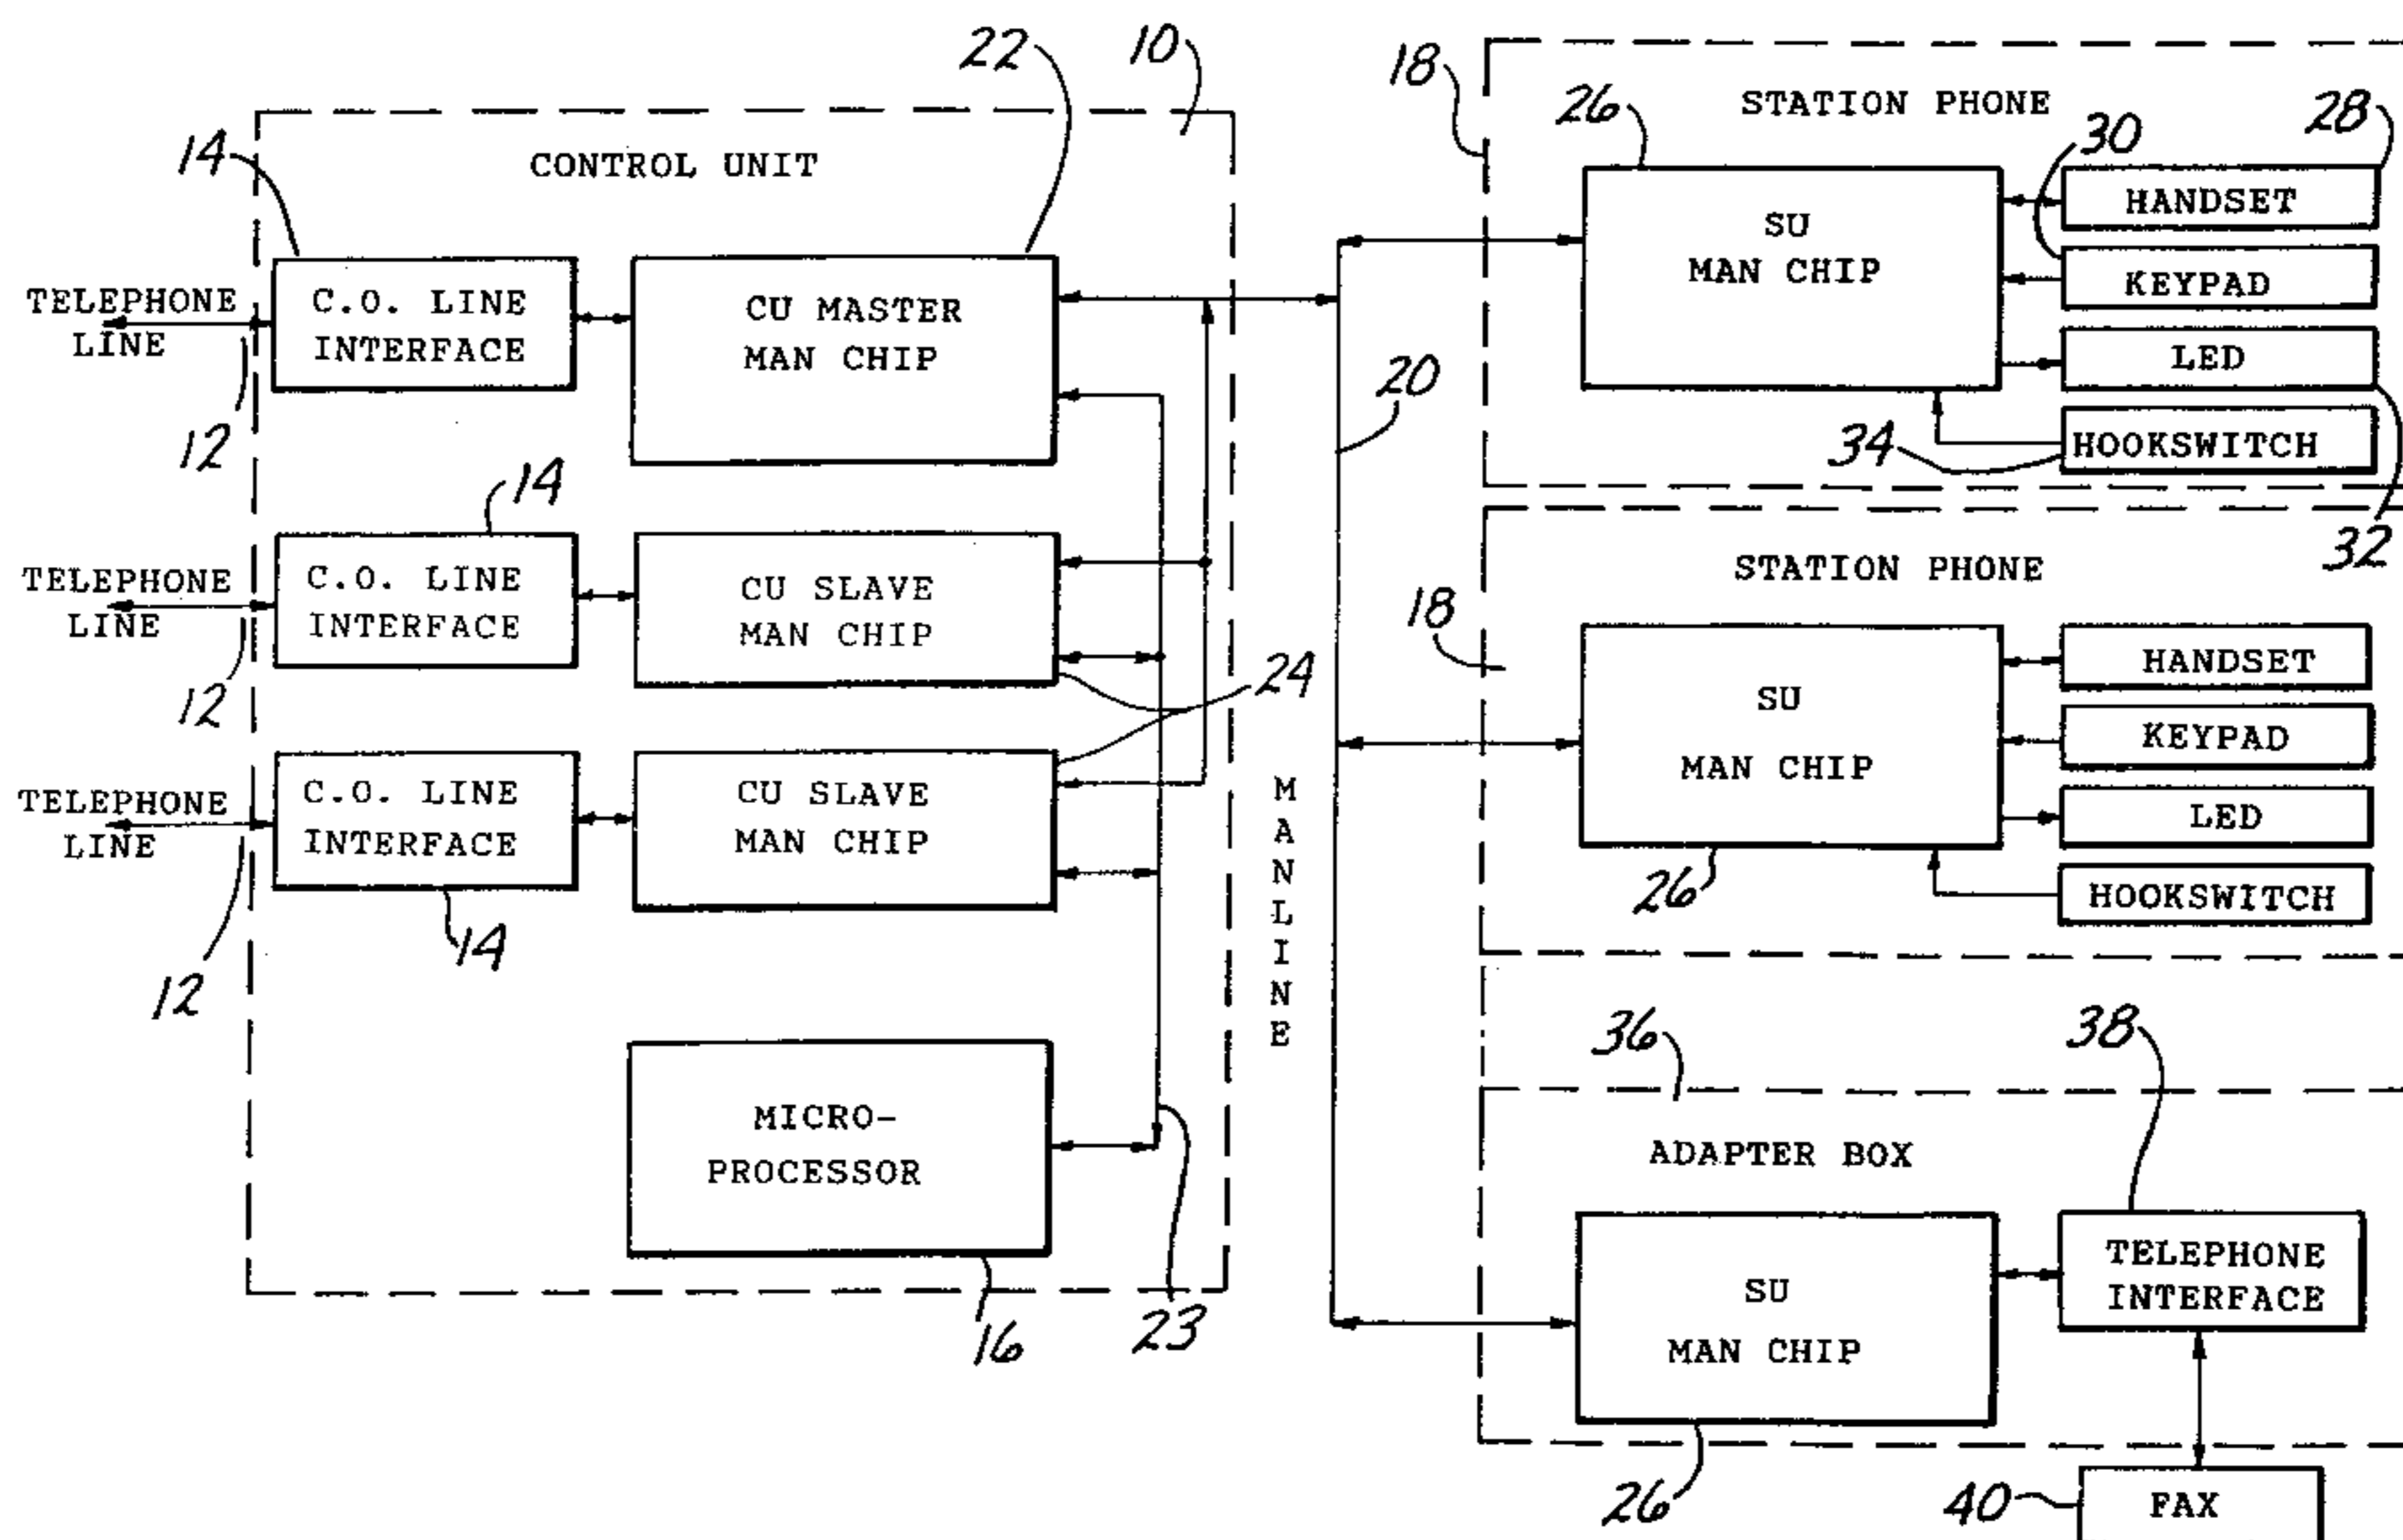 22
10
14
CONTROL UNIT
TELEPHONE
LINE
12
C.O. LINE
INTERFACE
CU MASTER
MAN CHIP
14
TELEPHONE
LINE
12
C.O. LINE
INTERFACE
CU SLAVE
MAN CHIP
24
TELEPHONE
LINE
12
C.O. LINE
INTERFACE
14
CU SLAVE
MAN CHIP
MICRO-
PROCESSOR
16
23
MANLINE
20
18
STATION PHONE
26
SU
MAN CHIP
30
28
HANDSET
KEYPAD
LED
34
HOOKSWITCH
32
18
STATION PHONE
SU
MAN CHIP
26
HANDSET
KEYPAD
LED
HOOKSWITCH
36
38
ADAPTER BOX
SU
MAN CHIP
26
TELEPHONE
INTERFACE
40
FAX